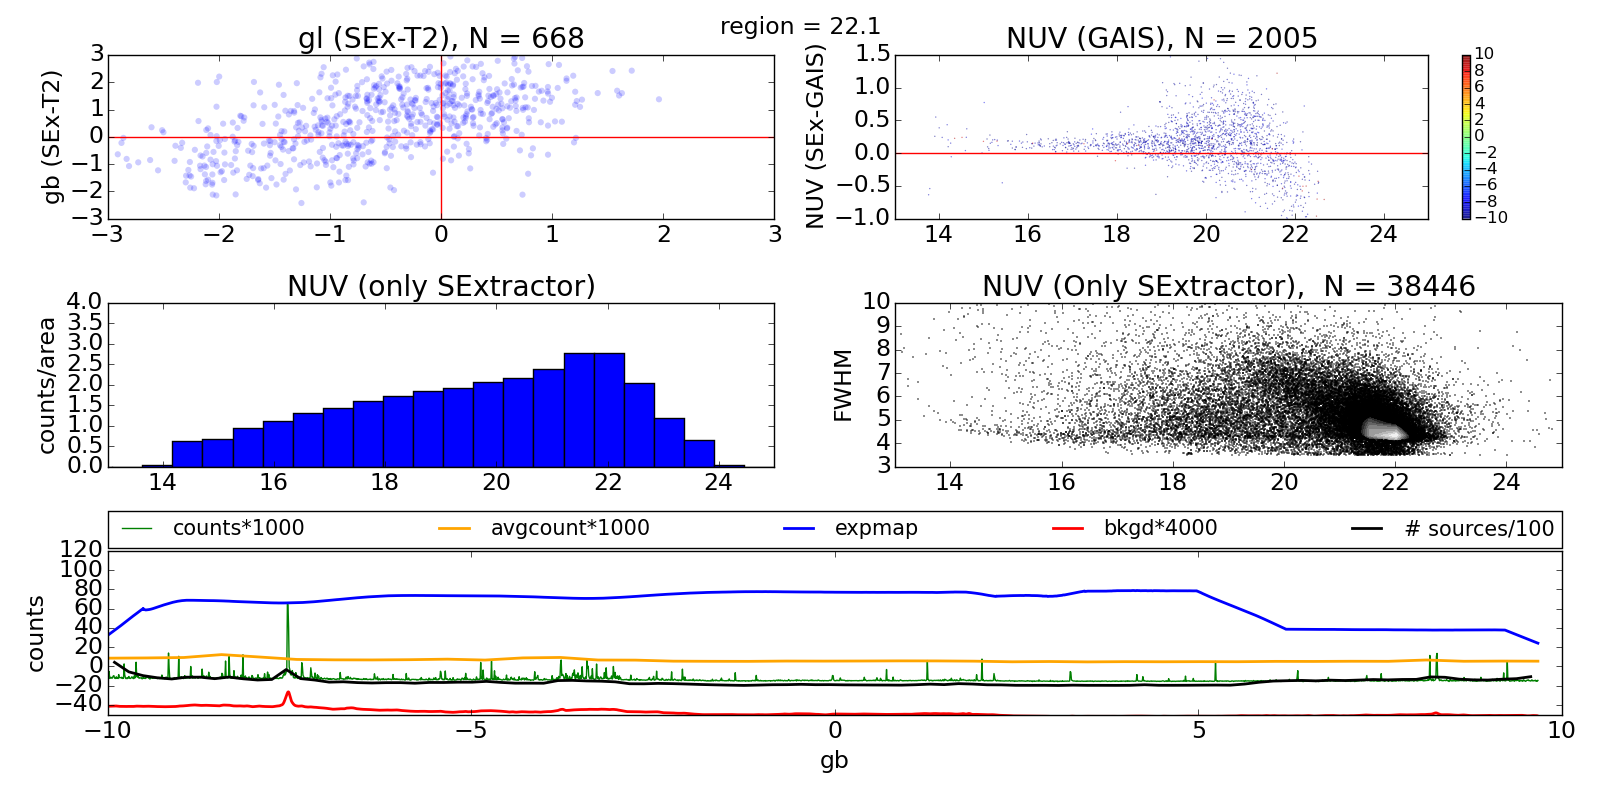 region = 22.1
gl (SEx-T2), N = 668
gb (SEx-T2)
3
2
1
0
−1
−2
−3
−3 −2 −1 0 1 2 3
NUV (GAIS), N = 2005
NUV (SEx-GAIS)
1.5
1.0
0.5
0.0
−0.5
−1.0
14 16 18 20 22 24
10
8
6
4
2
0
−2
−4
−6
−8
−10
NUV (only SExtractor)
counts/area
4.0
3.5
3.0
2.5
2.0
1.5
1.0
0.5
0.0
14 16 18 20 22 24
NUV (Only SExtractor), N = 38446
FWHM
10
9
8
7
6
5
4
3
14 16 18 20 22 24
counts*1000 avgcount*1000 expmap bkgd*4000 # sources/100
counts
120
100
80
60
40
20
0
−20
−40
−10 −5 0 5 10
gb